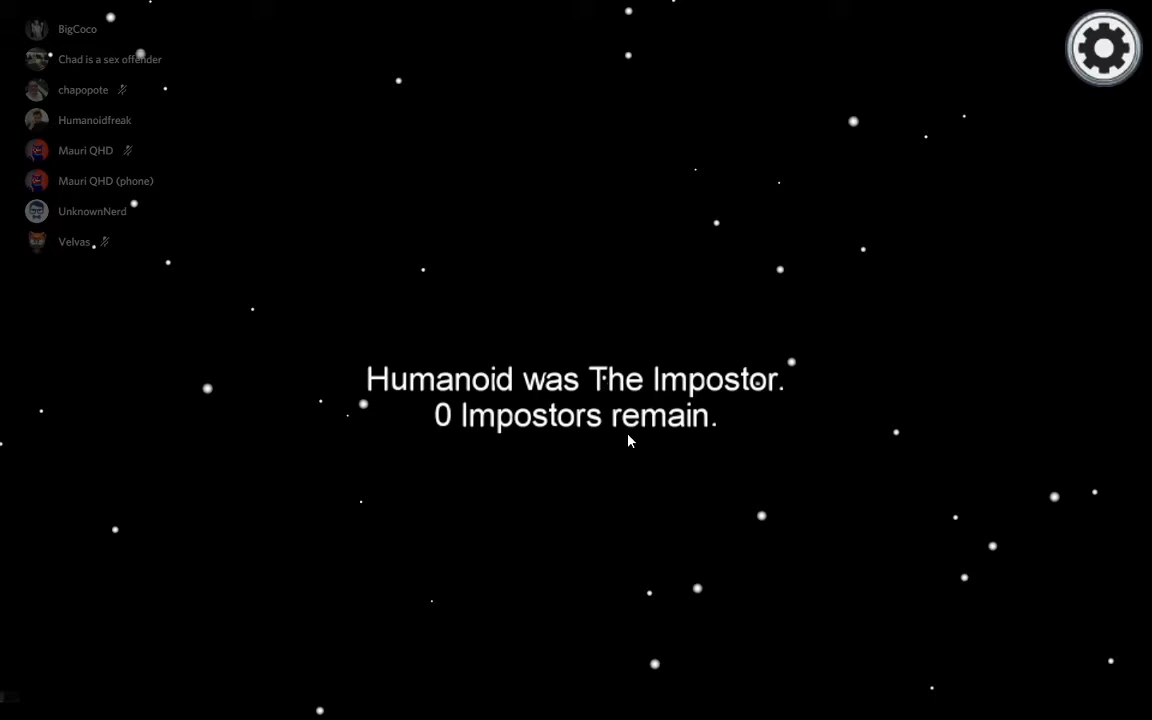 BigCoco
Chad is a sex offender
chapopote
Humanoidfreak
Mauri QHD
Mauri QHD (phone)
UnknownNerd
Velvas
Humanoid was The Impostor.
0 Impostors remain.